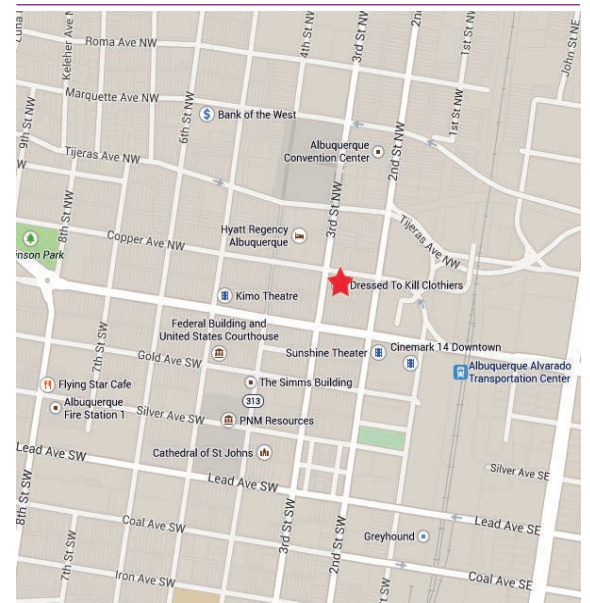 4th St NW
3rd St NW
2nd
1st St NW
Roma Ave NW
Keleher Ave N
John St NE
Marquette Ave NW
6th St NW
Bank of the West
9th St NW
1st St NW
Albuquerque
Convention Center
2nd St NW
Tijeras Ave NW
W
8th St NW
3rd St NW
Tijeras Ave NW
Hyatt Regency
Albuquerque
Copper Ave NW
inson Park
Dressed To Kill Clothiers
Kimo Theatre
Federal Building and
United States Courthouse
7th St SW
Gold Ave SW
Sunshine Theater
Cinemark 14 Downtown
Albuquerque Alvarado
Transportation Center
Flying Star Cafe
The Simms Building
313
Albuquerque
Fire Station 1
Silver Ave SW
PNM Resources
Lead Ave SW
Cathedral of St Johns
Silver Ave SE
Lead Ave SW
8th St SW
Coal Ave SW
3rd St SW
2nd St SW
Lead Ave SE
Greyhound
7th St SW
Iron Ave SW
Coal Ave SE